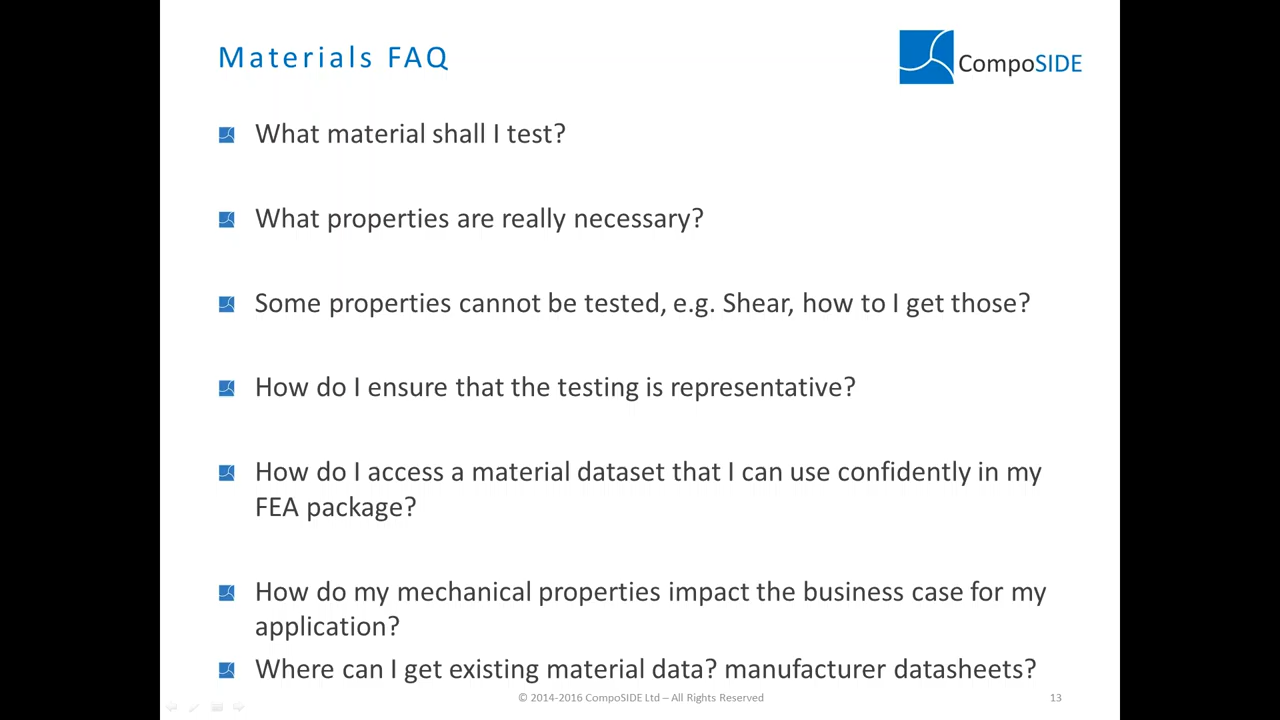 Materials FAQ
CompoSIDE
What material shall I test?
What properties are really necessary?
Some properties cannot be tested, e.g. Shear, how to I get those?
How do I ensure that the testing is representative?
How do I access a material dataset that I can use confidently in my
FEA package?
How do my mechanical properties impact the business case for my
application?
Where can I get existing material data? manufacturer datasheets?
© 2014-2016 CompoSIDE Ltd – All Rights Reserved
13